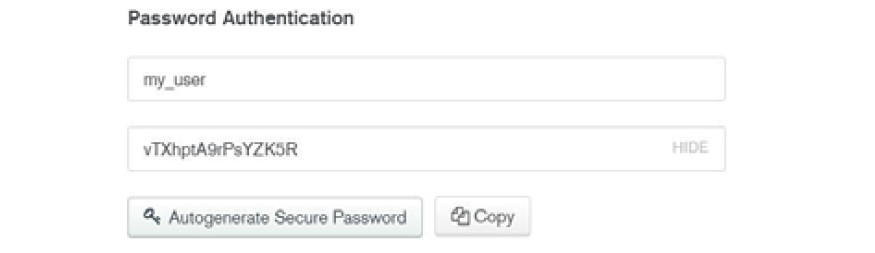 Password Authentication
my_user
vTXhptA9rPsYZK5R
HIDE
Autogenerate Secure Password
Copy